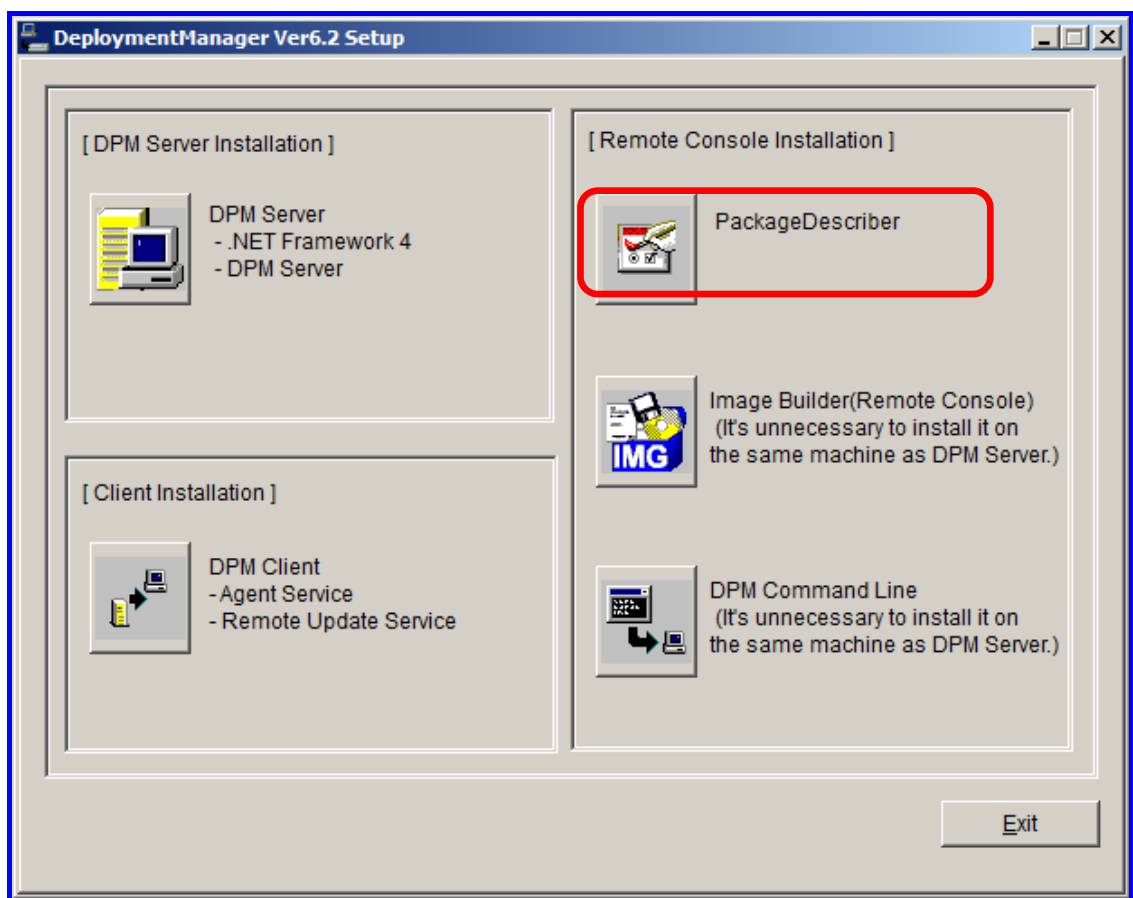 DeploymentManager Ver6.2 Setup
[ DPM Server Installation ]
DPM Server
- .NET Framework 4
- DPM Server
[ Client Installation ]
DPM Client
- Agent Service
- Remote Update Service
[ Remote Console Installation ]
PackageDescriber
IMG
Image Builder(Remote Console)
(It's unnecessary to install it on
the same machine as DPM Server.)
DPM Command Line
(It's unnecessary to install it on
the same machine as DPM Server.)
Exit